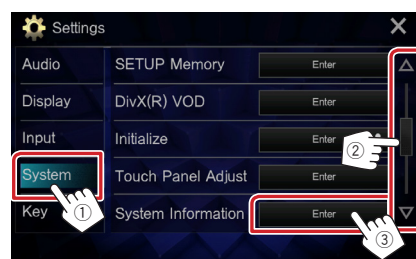 Settings
Audio
SETUP Memory
Enter
Display
DivX(R) VOD
Enter
Input
Initialize
Enter
②
System
Touch Panel Adjust
Enter
Key
①
System Information
Enter
③